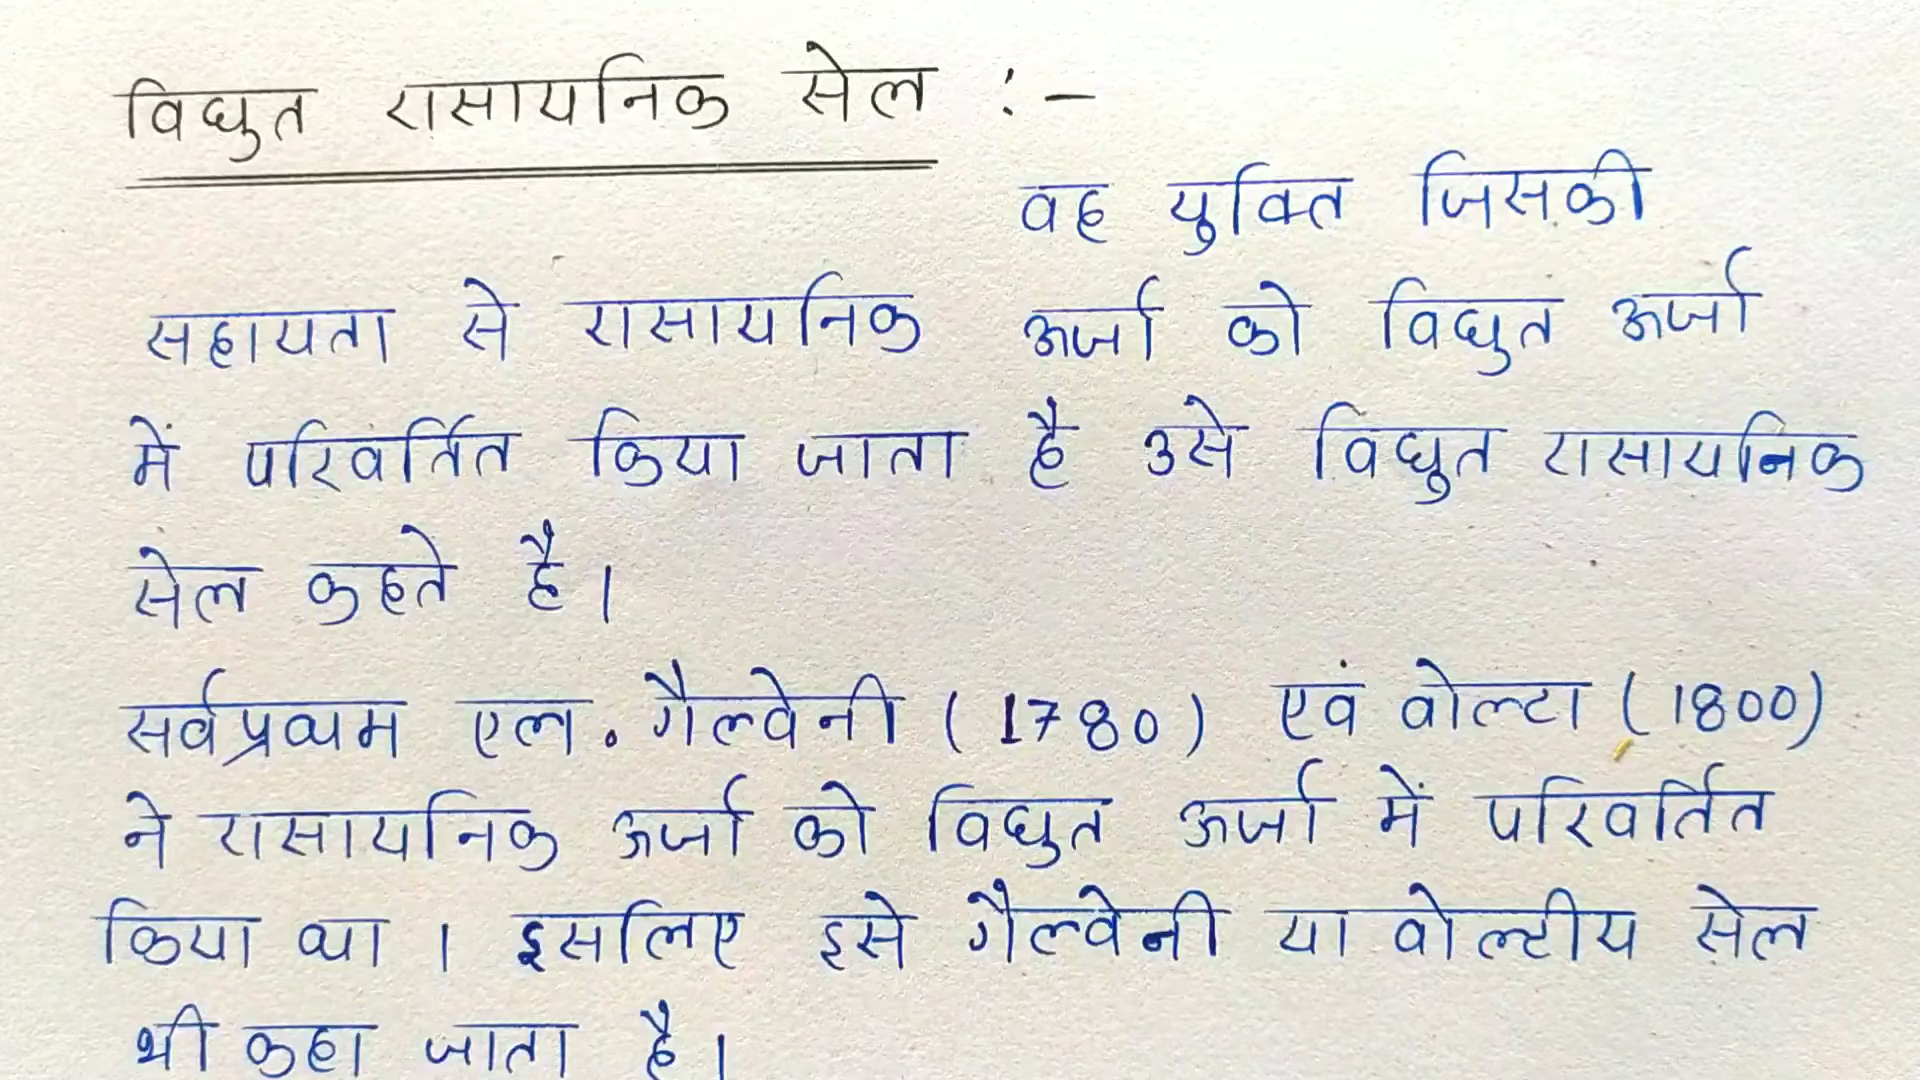 विद्युत रासायनिक सेल :-
वह युक्ति जिसकी
सहायता से रासायनिक ऊर्जा को विद्युत ऊर्जा
में परिवर्तित किया जाता है उसे विद्युत रासायनिक
सेल कहते है।
सर्वप्रथम एल. गैल्वेनी (1780) एवं वोल्टा (1800)
ने रासायनिक ऊर्जा को विद्युत ऊर्जा में परिवर्तित
किया था । इसलिए इसे गैल्वेनी या वोल्टीय सेल
भी कहा जाता है।